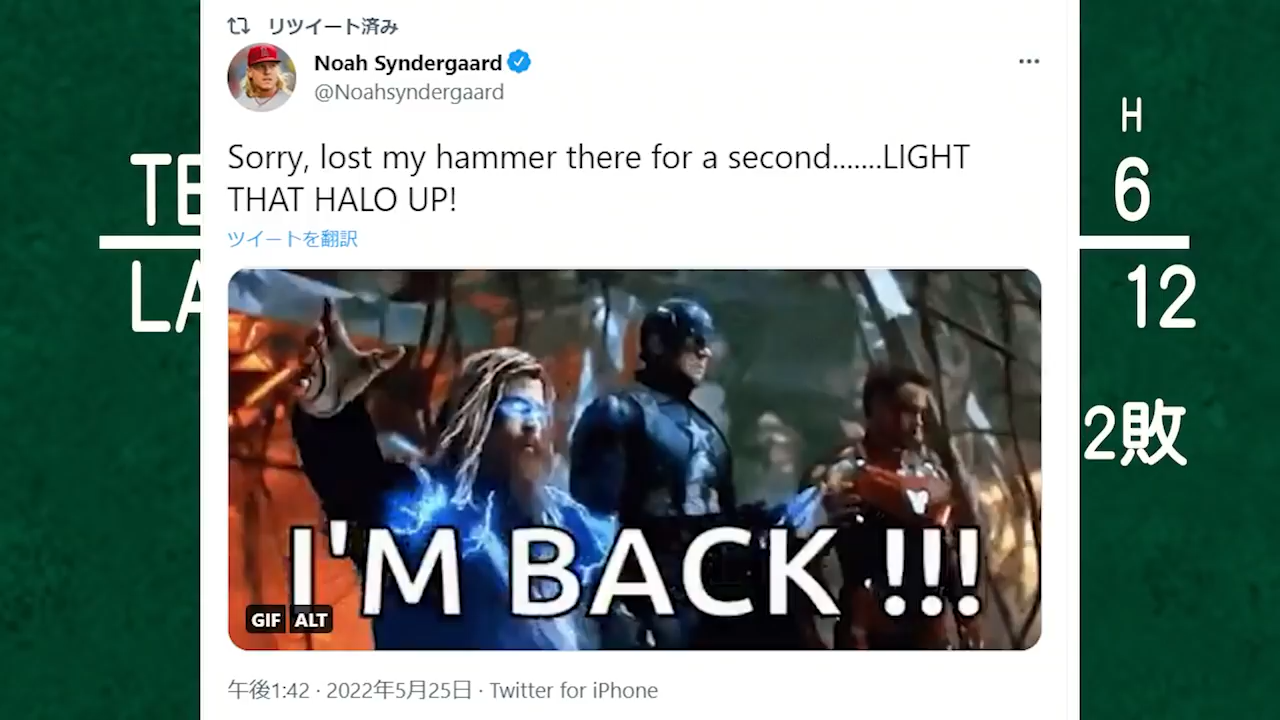 リツイート済み
Noah Syndergaard
@Noahsyndergaard
Sorry, lost my hammer there for a second.......LIGHT
THAT HALO UP!
ツイートを翻訳
I'M BACK !!!
GIF ALT
午後1:42 · 2022年5月25日 · Twitter for iPhone
TE
LA
H
6
12
2敗